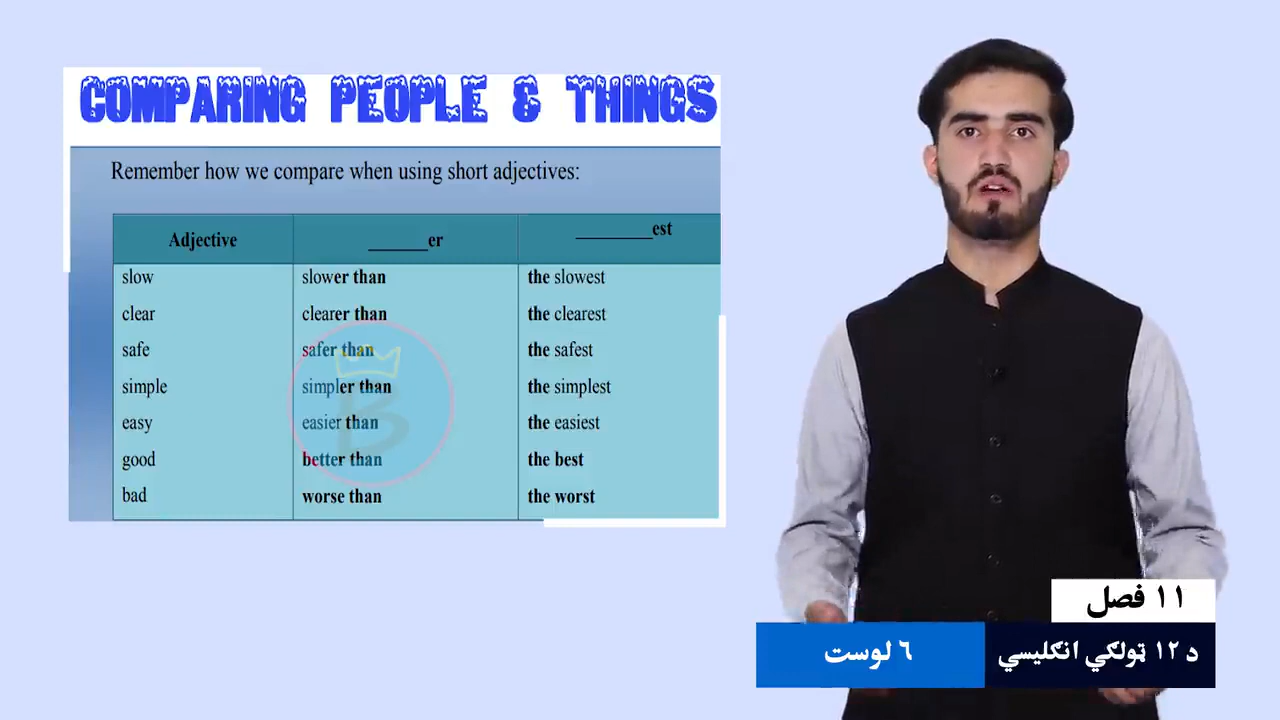 COMPARING PEOPLE & THINGS
Remember how we compare when using short adjectives:
Adjective ______er _________est
slow slower than the slowest
clear clearer than the clearest
safe safer than the safest
simple simpler than the simplest
easy easier than the easiest
good better than the best
bad worse than the worst
B
۱۱ فصل
د ۱۲ ټولګي انګلیسي
٦ لوست